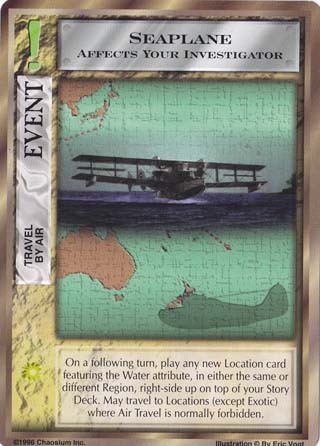 SEAPLANE
AFFECTS YOUR INVESTIGATOR
EVENT!
TRAVEL
BY AIR
On a following turn, play any new Location card
featuring the Water attribute, in either the same or
different Region, right-side up on top of your Story
Deck. May travel to Locations (except Exotic)
where Air Travel is normally forbidden.
©1996 Chaosium Inc.
Illustration © By Eric Vogt